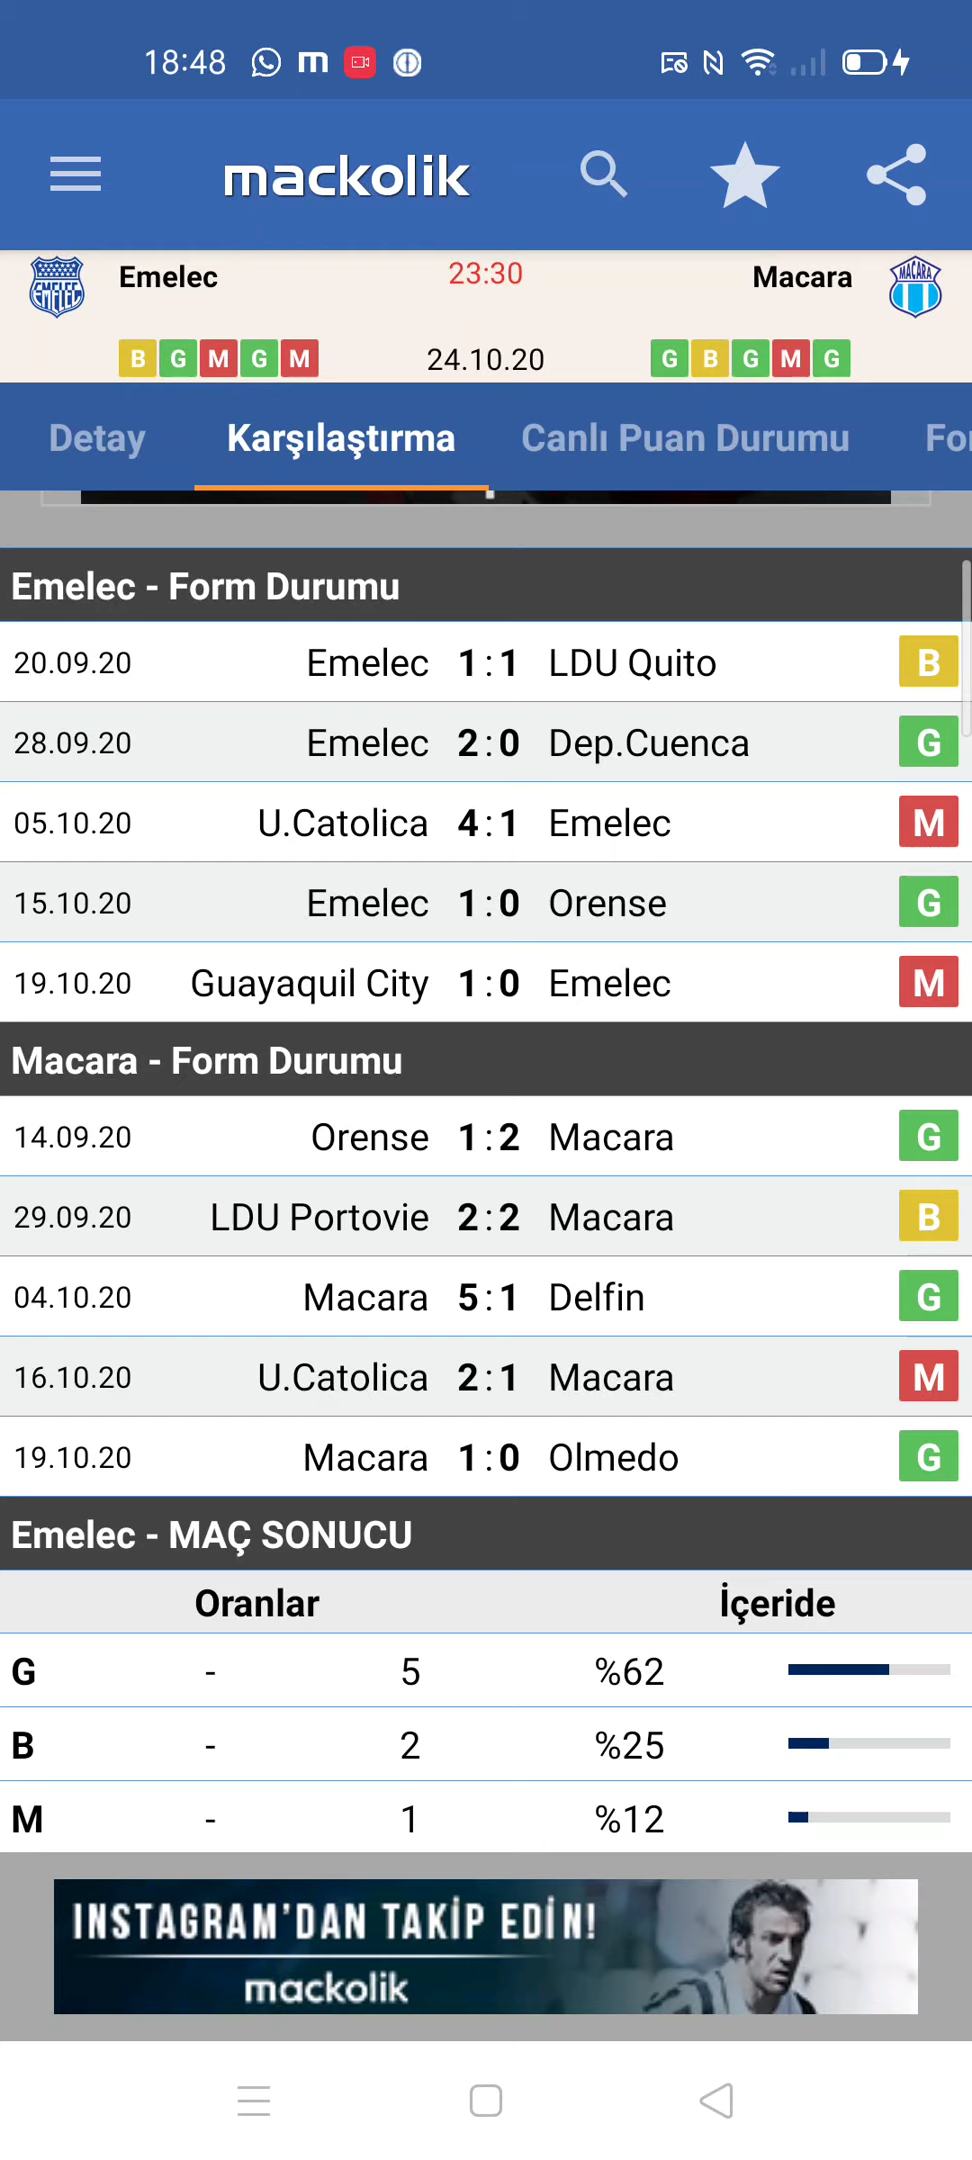 18:48
mackolik
Emelec 23:30 Macara
B G M G M 24.10.20 G B G M G
Detay Karşılaştırma Canlı Puan Durumu For
Emelec - Form Durumu
20.09.20 Emelec 1 : 1 LDU Quito B
28.09.20 Emelec 2 : 0 Dep.Cuenca G
05.10.20 U.Catolica 4 : 1 Emelec M
15.10.20 Emelec 1 : 0 Orense G
19.10.20 Guayaquil City 1 : 0 Emelec M
Macara - Form Durumu
14.09.20 Orense 1 : 2 Macara G
29.09.20 LDU Portovie 2 : 2 Macara B
04.10.20 Macara 5 : 1 Delfin G
16.10.20 U.Catolica 2 : 1 Macara M
19.10.20 Macara 1 : 0 Olmedo G
Emelec - MAÇ SONUCU
Oranlar İçeride
G - 5 %62
B - 2 %25
M - 1 %12
INSTAGRAM'DAN TAKİP EDİN!
mackolik